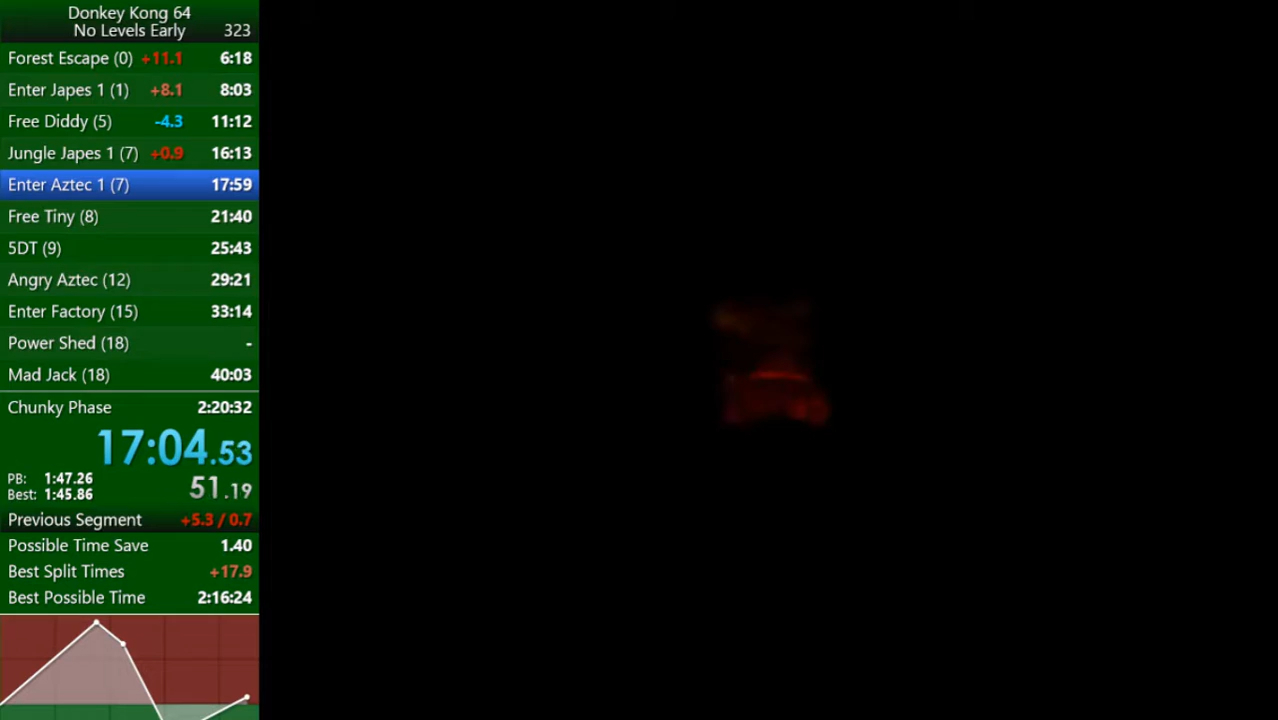 Donkey Kong 64
No Levels Early 323
Forest Escape (0) +11.1 6:18
Enter Japes 1 (1) +8.1 8:03
Free Diddy (5) -4.3 11:12
Jungle Japes 1 (7) +0.9 16:13
Enter Aztec 1 (7) 17:59
Free Tiny (8) 21:40
5DT (9) 25:43
Angry Aztec (12) 29:21
Enter Factory (15) 33:14
Power Shed (18) -
Mad Jack (18) 40:03
Chunky Phase 2:20:32
17:04.53
PB: 1:47.26
Best: 1:45.86 51.19
Previous Segment +5.3 / 0.7
Possible Time Save 1.40
Best Split Times +17.9
Best Possible Time 2:16:24